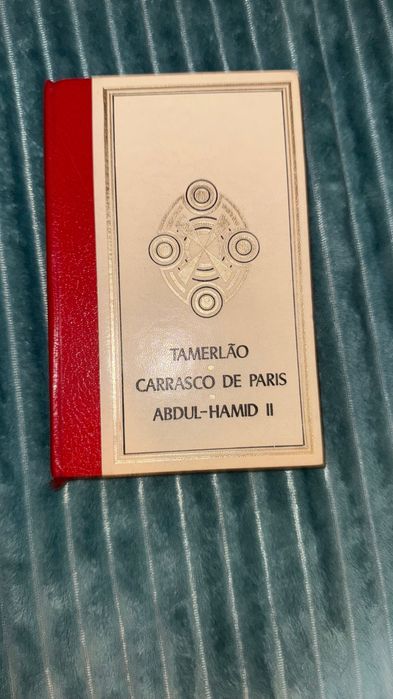 TAMERLÃO
CARRASCO DE PARIS
ABDUL-HAMID II